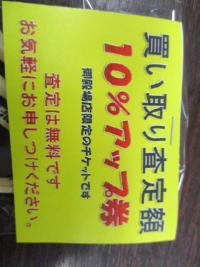 買い取り査定額
10%アップ券
御殿場店限定のチケットです
査定は無料です
お気軽にお申しつけください。